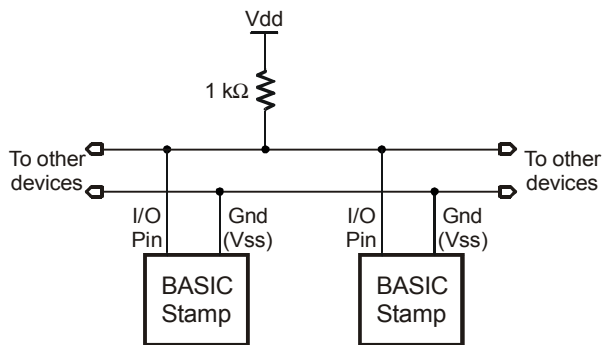 Vdd
1 kΩ
To other
devices
To other
devices
I/O
Pin
Gnd
(Vss)
I/O
Pin
Gnd
(Vss)
BASIC
Stamp
BASIC
Stamp